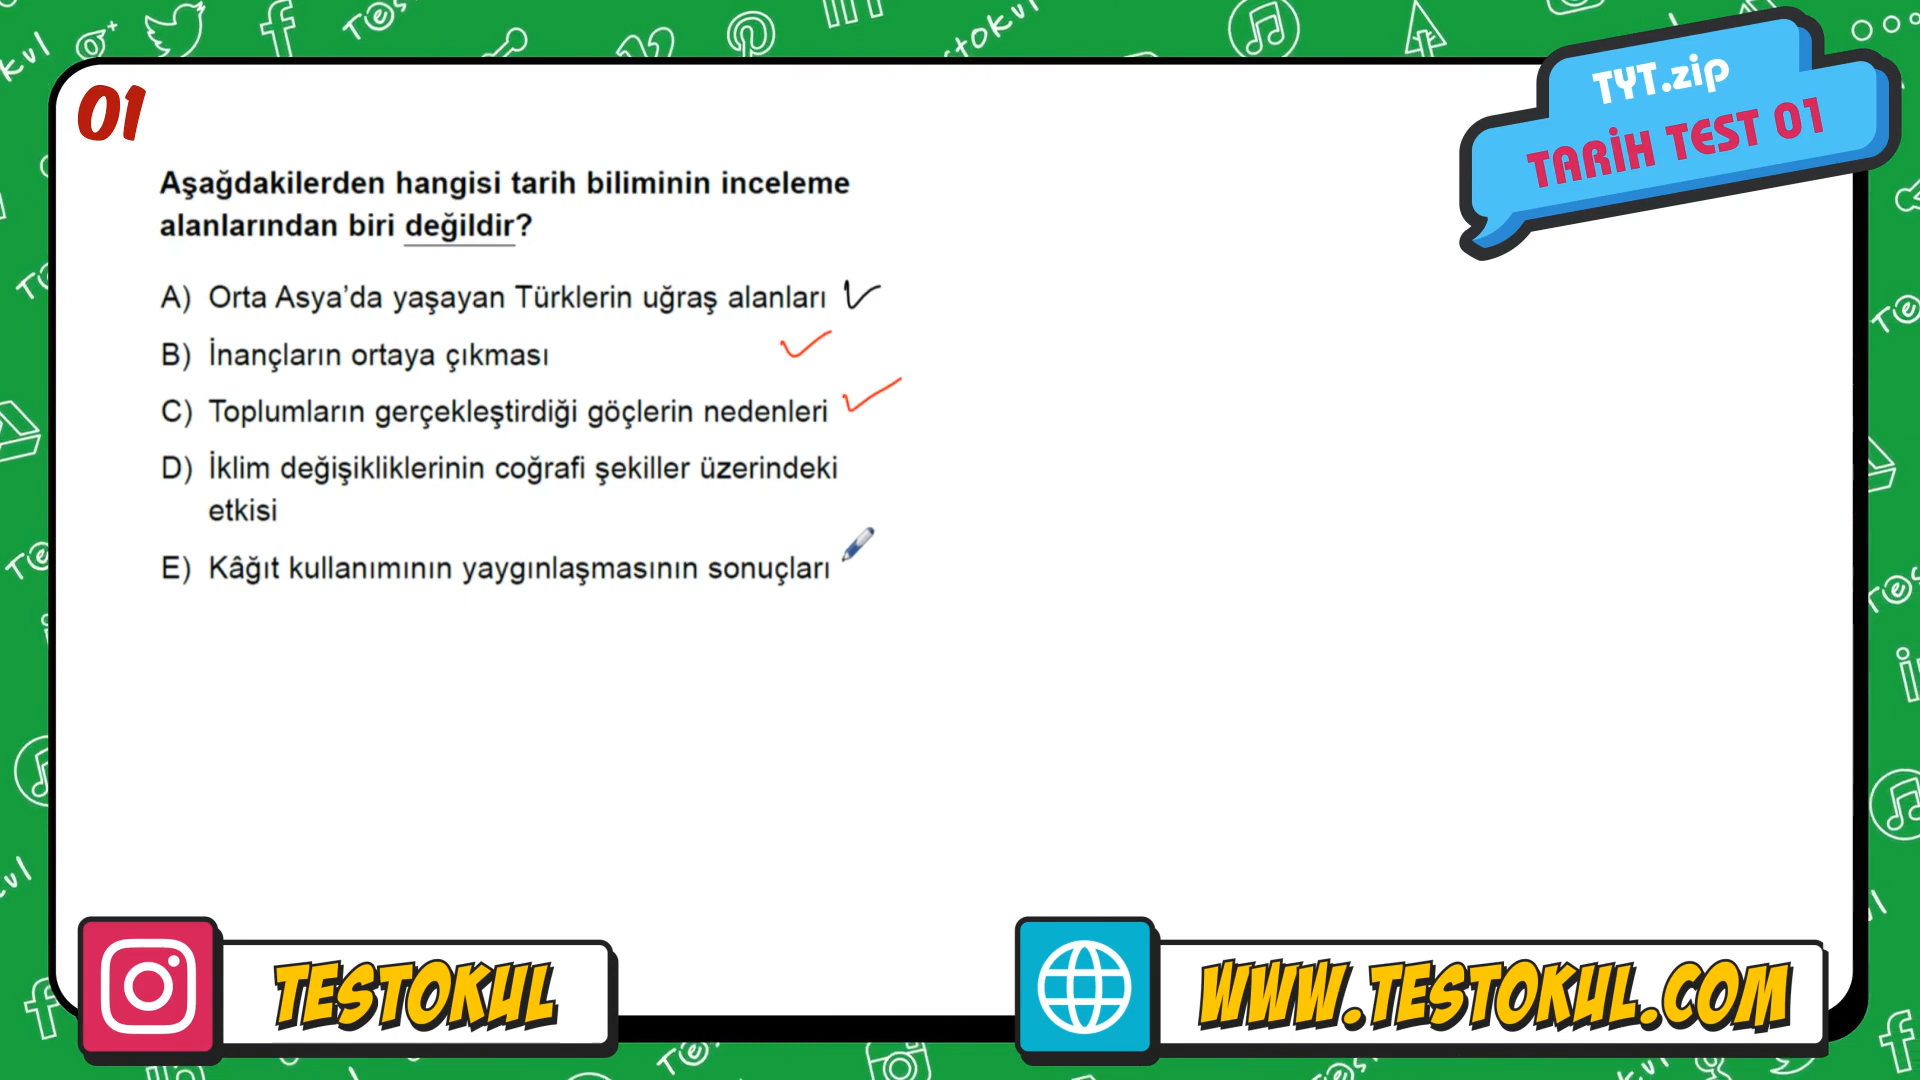 01
TYT.zip
TARİH TEST 01
Aşağdakilerden hangisi tarih biliminin inceleme
alanlarından biri değildir?
A) Orta Asya'da yaşayan Türklerin uğraş alanları
B) İnançların ortaya çıkması
C) Toplumların gerçekleştirdiği göçlerin nedenleri
D) İklim değişikliklerinin coğrafi şekiller üzerindeki
etkisi
E) Kâğıt kullanımının yaygınlaşmasının sonuçları
TESTOKUL
WWW.TESTOKUL.COM